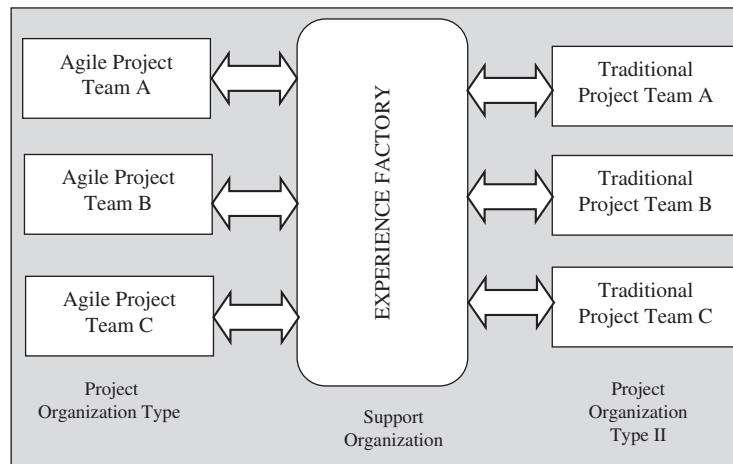 Agile Project
Team A
Agile Project
Team B
Agile Project
Team C
Project
Organization Type
EXPERIENCE FACTORY
Support
Organization
Traditional
Project Team A
Traditional
Project Team B
Traditional
Project Team C
Project
Organization
Type II